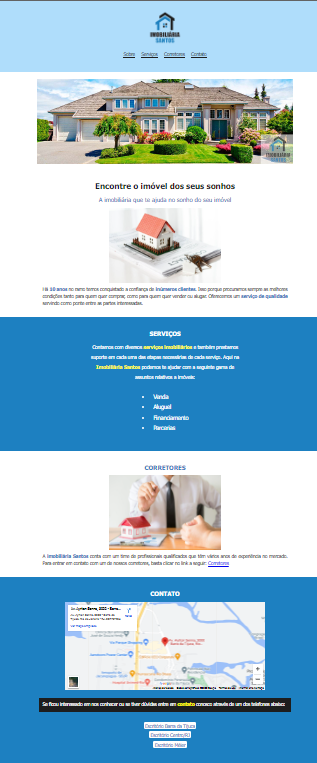 IMOBILIÁRIA
SANTOS
Sobre Serviços Corretores Contato
IMOBILIÁRIA
SANTOS
Encontre o imóvel dos seus sonhos
A imobiliária que te ajuda no sonho do seu imóvel
Há 10 anos no ramo temos conquistado a confiança de inúmeros clientes. Isso porque procuramos sempre as melhores
condições tanto para quem quer comprar, como para quem quer vender ou alugar. Oferecemos um serviço de qualidade
servindo como ponte entre as partes interessadas.
SERVIÇOS
Contamos com diversos serviços imobiliários e também prestamos
suporte em cada uma das etapas necessárias de cada serviço. Aqui na
Imobiliária Santos podemos te ajudar com a seguinte gama de
assuntos relativos a imóveis:
• Venda
• Aluguel
• Financiamento
• Parcerias
CORRETORES
A Imobiliária Santos conta com um time de profissionais qualificados que têm vários anos de experiência no mercado.
Para entrar em contato com um de nossos corretores, basta clicar no link a seguir: Corretores
CONTATO
Av. Ayrton Senna, 2022
Se ficou interessado em nos conhecer ou se tiver dúvidas entre em contato conosco através de um dos telefones abaixo:
Escritório Barra da Tijuca
Escritório Centro/RJ
Escritório Méier